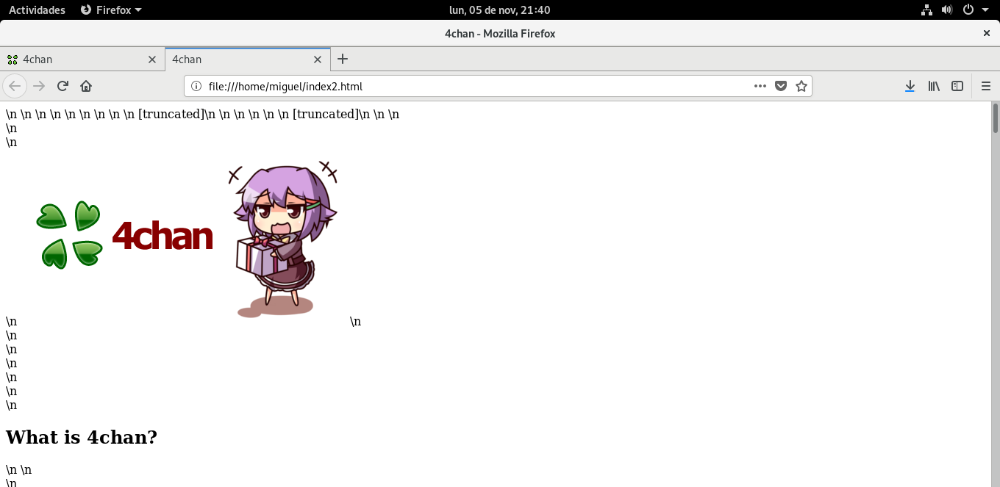 Actividades Firefox lun, 05 de nov, 21:40
4chan - Mozilla Firefox
4chan 4chan
file:///home/miguel/index2.html
\n \n \n \n \n \n \n \n \n [truncated]\n \n \n \n \n \n [truncated]\n \n \n
\n
\n
4chan
\n \n
\n
\n
\n
\n
\n
\n
What is 4chan?
\n \n
\n